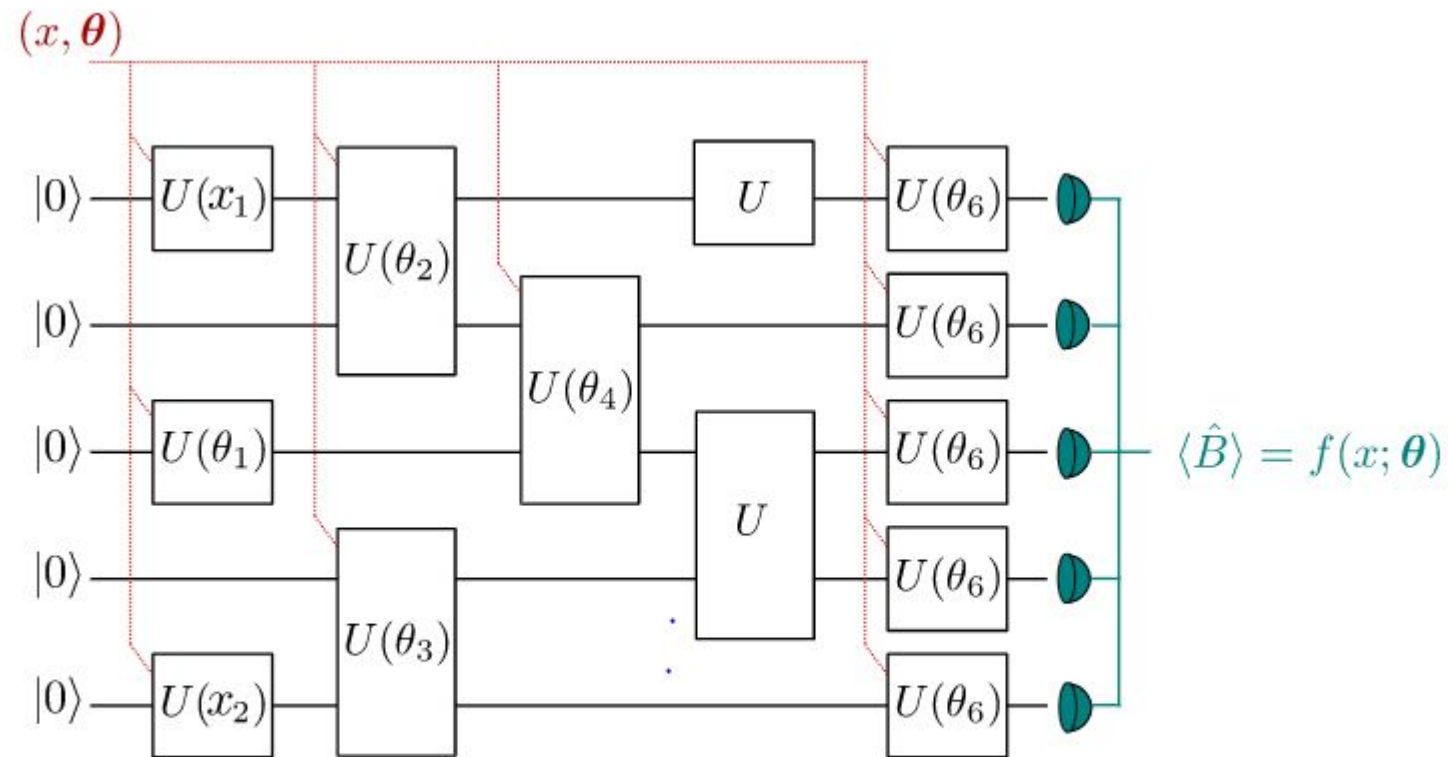 (x, θ)
|0⟩ U(x₁) U U(θ₆)
U(θ₂)
|0⟩ U(θ₆)
U(θ₄)
|0⟩ U(θ₁) U(θ₆) ⟨B̂⟩ = f(x; θ)
U
|0⟩ U(θ₆)
U(θ₃)
|0⟩ U(x₂) U(θ₆)